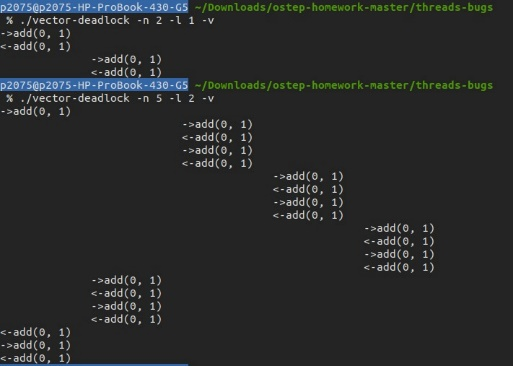 p2075@p2075-HP-ProBook-430-G5 ~/Downloads/ostep-homework-master/threads-bugs
% ./vector-deadlock -n 2 -l 1 -v
->add(0, 1)
<-add(0, 1)
->add(0, 1)
<-add(0, 1)
p2075@p2075-HP-ProBook-430-G5 ~/Downloads/ostep-homework-master/threads-bugs
% ./vector-deadlock -n 5 -l 2 -v
->add(0, 1)
->add(0, 1)
<-add(0, 1)
->add(0, 1)
<-add(0, 1)
->add(0, 1)
<-add(0, 1)
->add(0, 1)
<-add(0, 1)
->add(0, 1)
<-add(0, 1)
->add(0, 1)
<-add(0, 1)
->add(0, 1)
<-add(0, 1)
->add(0, 1)
<-add(0, 1)
<-add(0, 1)
->add(0, 1)
<-add(0, 1)